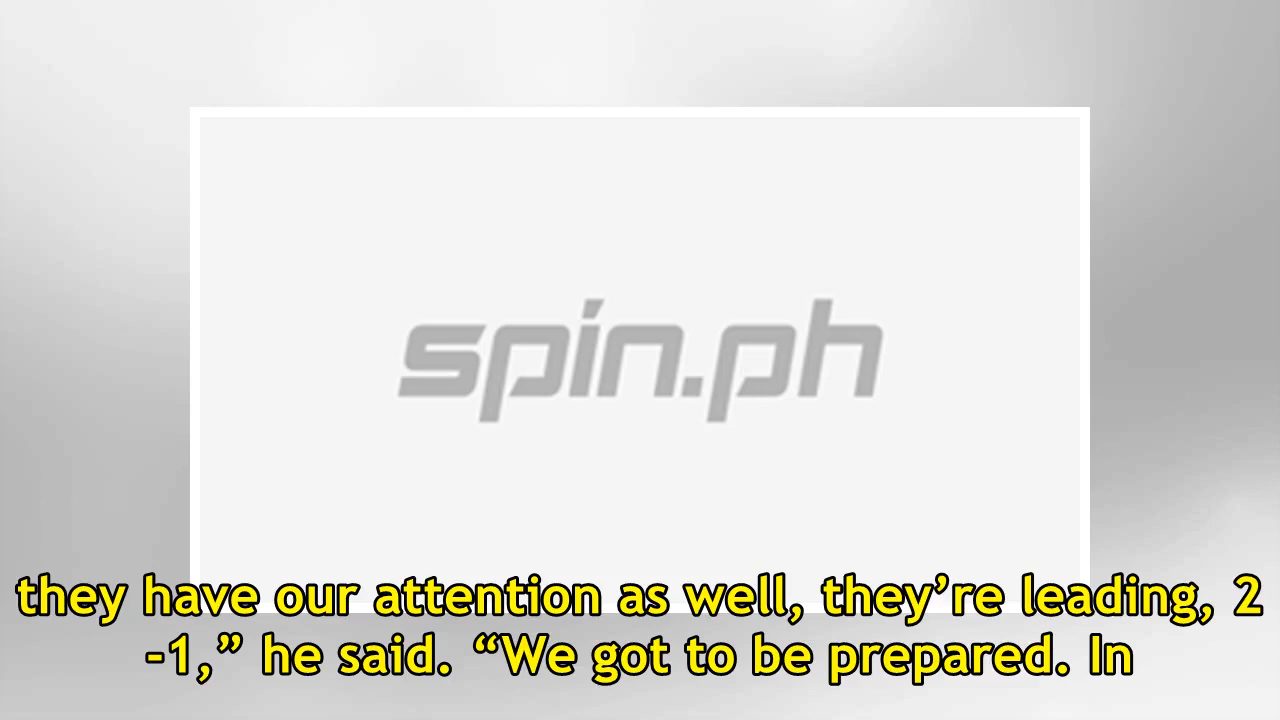 spin.ph
they have our attention as well, they’re leading, 2
-1,” he said. “We got to be prepared. In